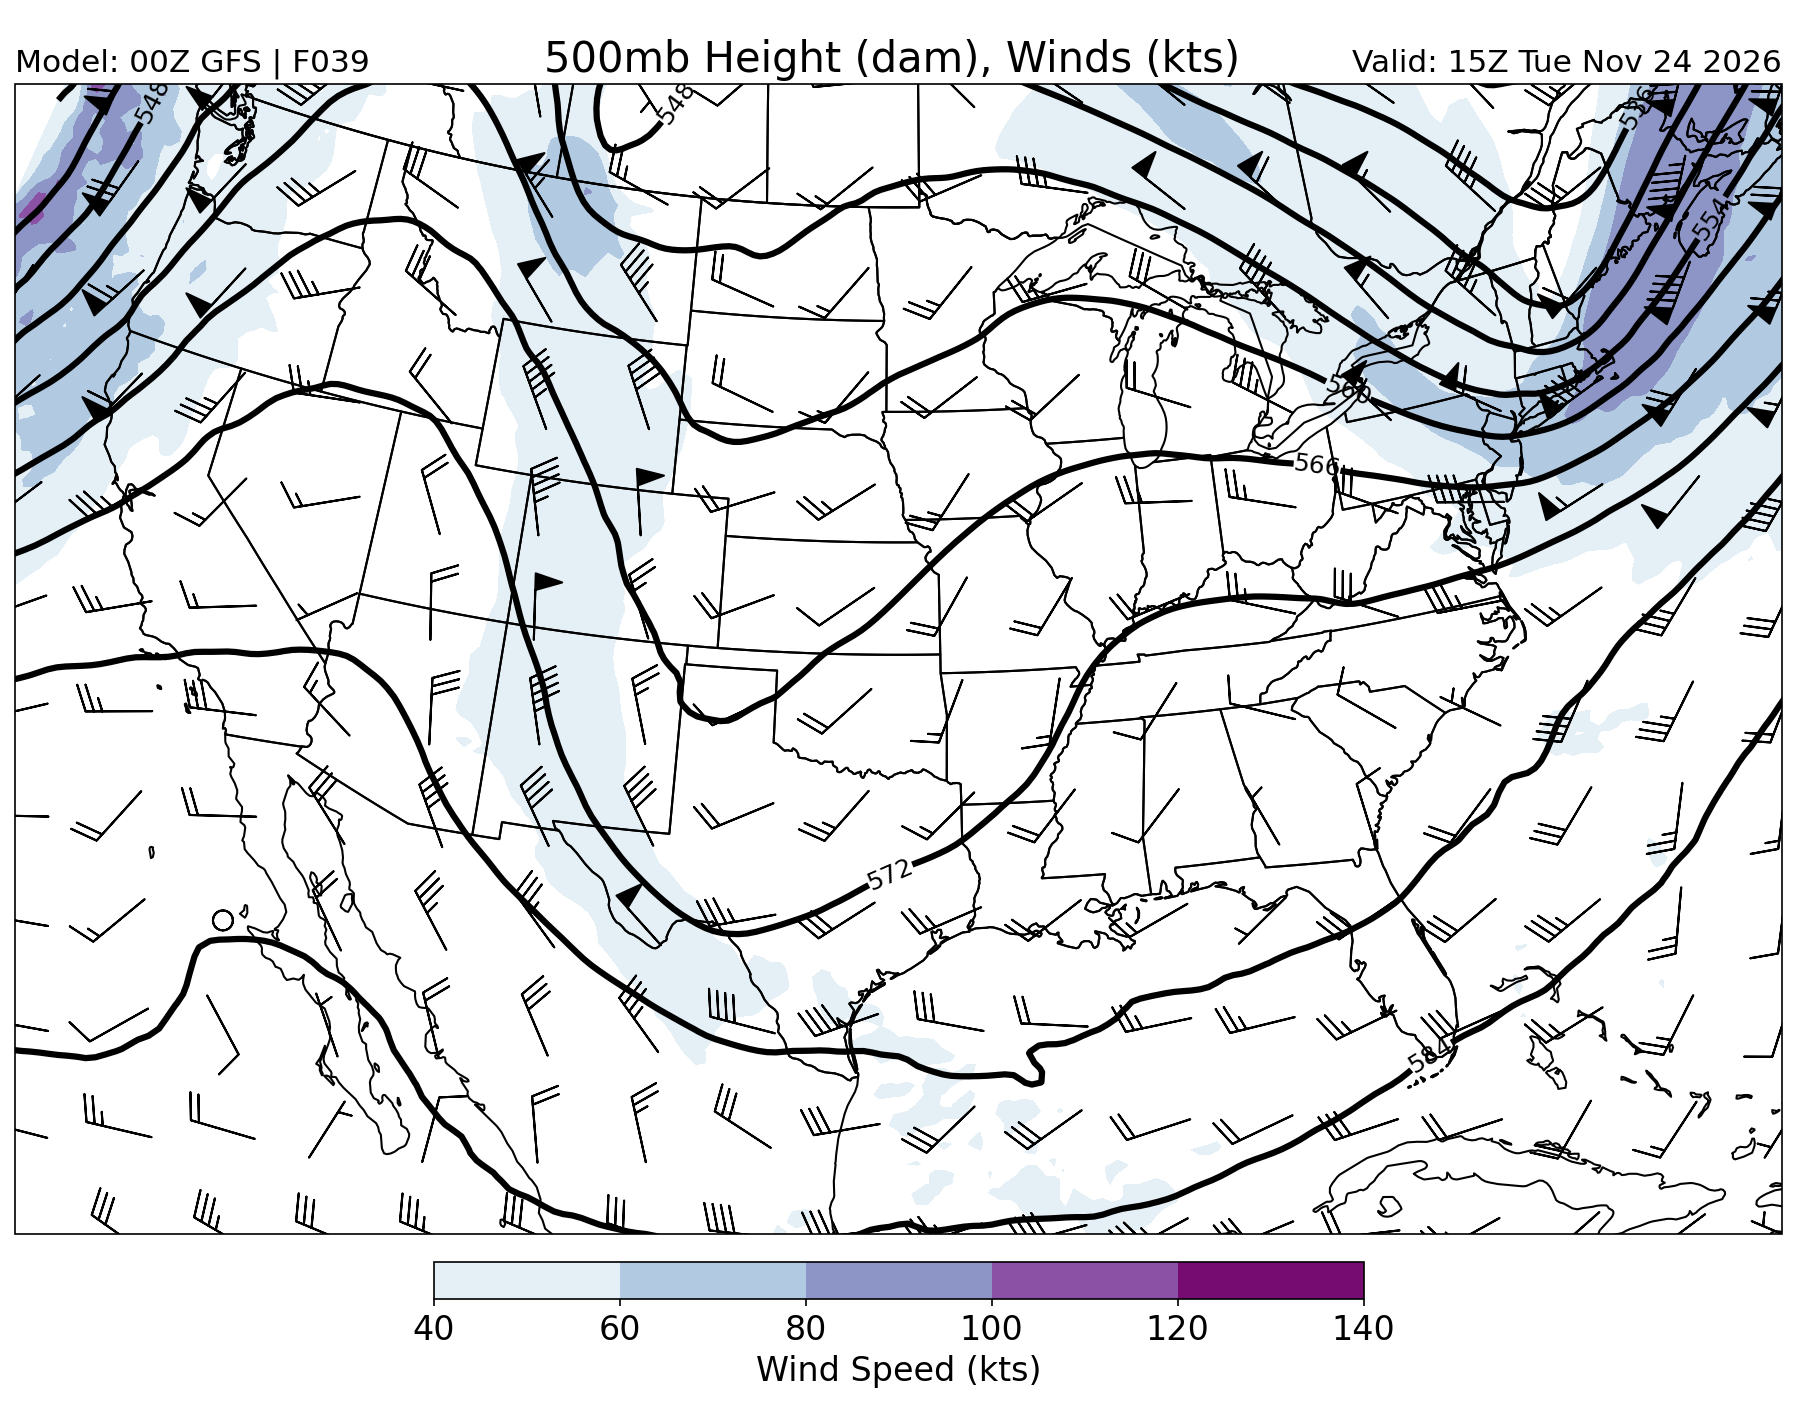 Model: 00Z GFS | F039
500mb Height (dam), Winds (kts)
Valid: 15Z Tue Nov 24 2026
548
548
536
554
560
566
572
584
40 60 80 100 120 140
Wind Speed (kts)